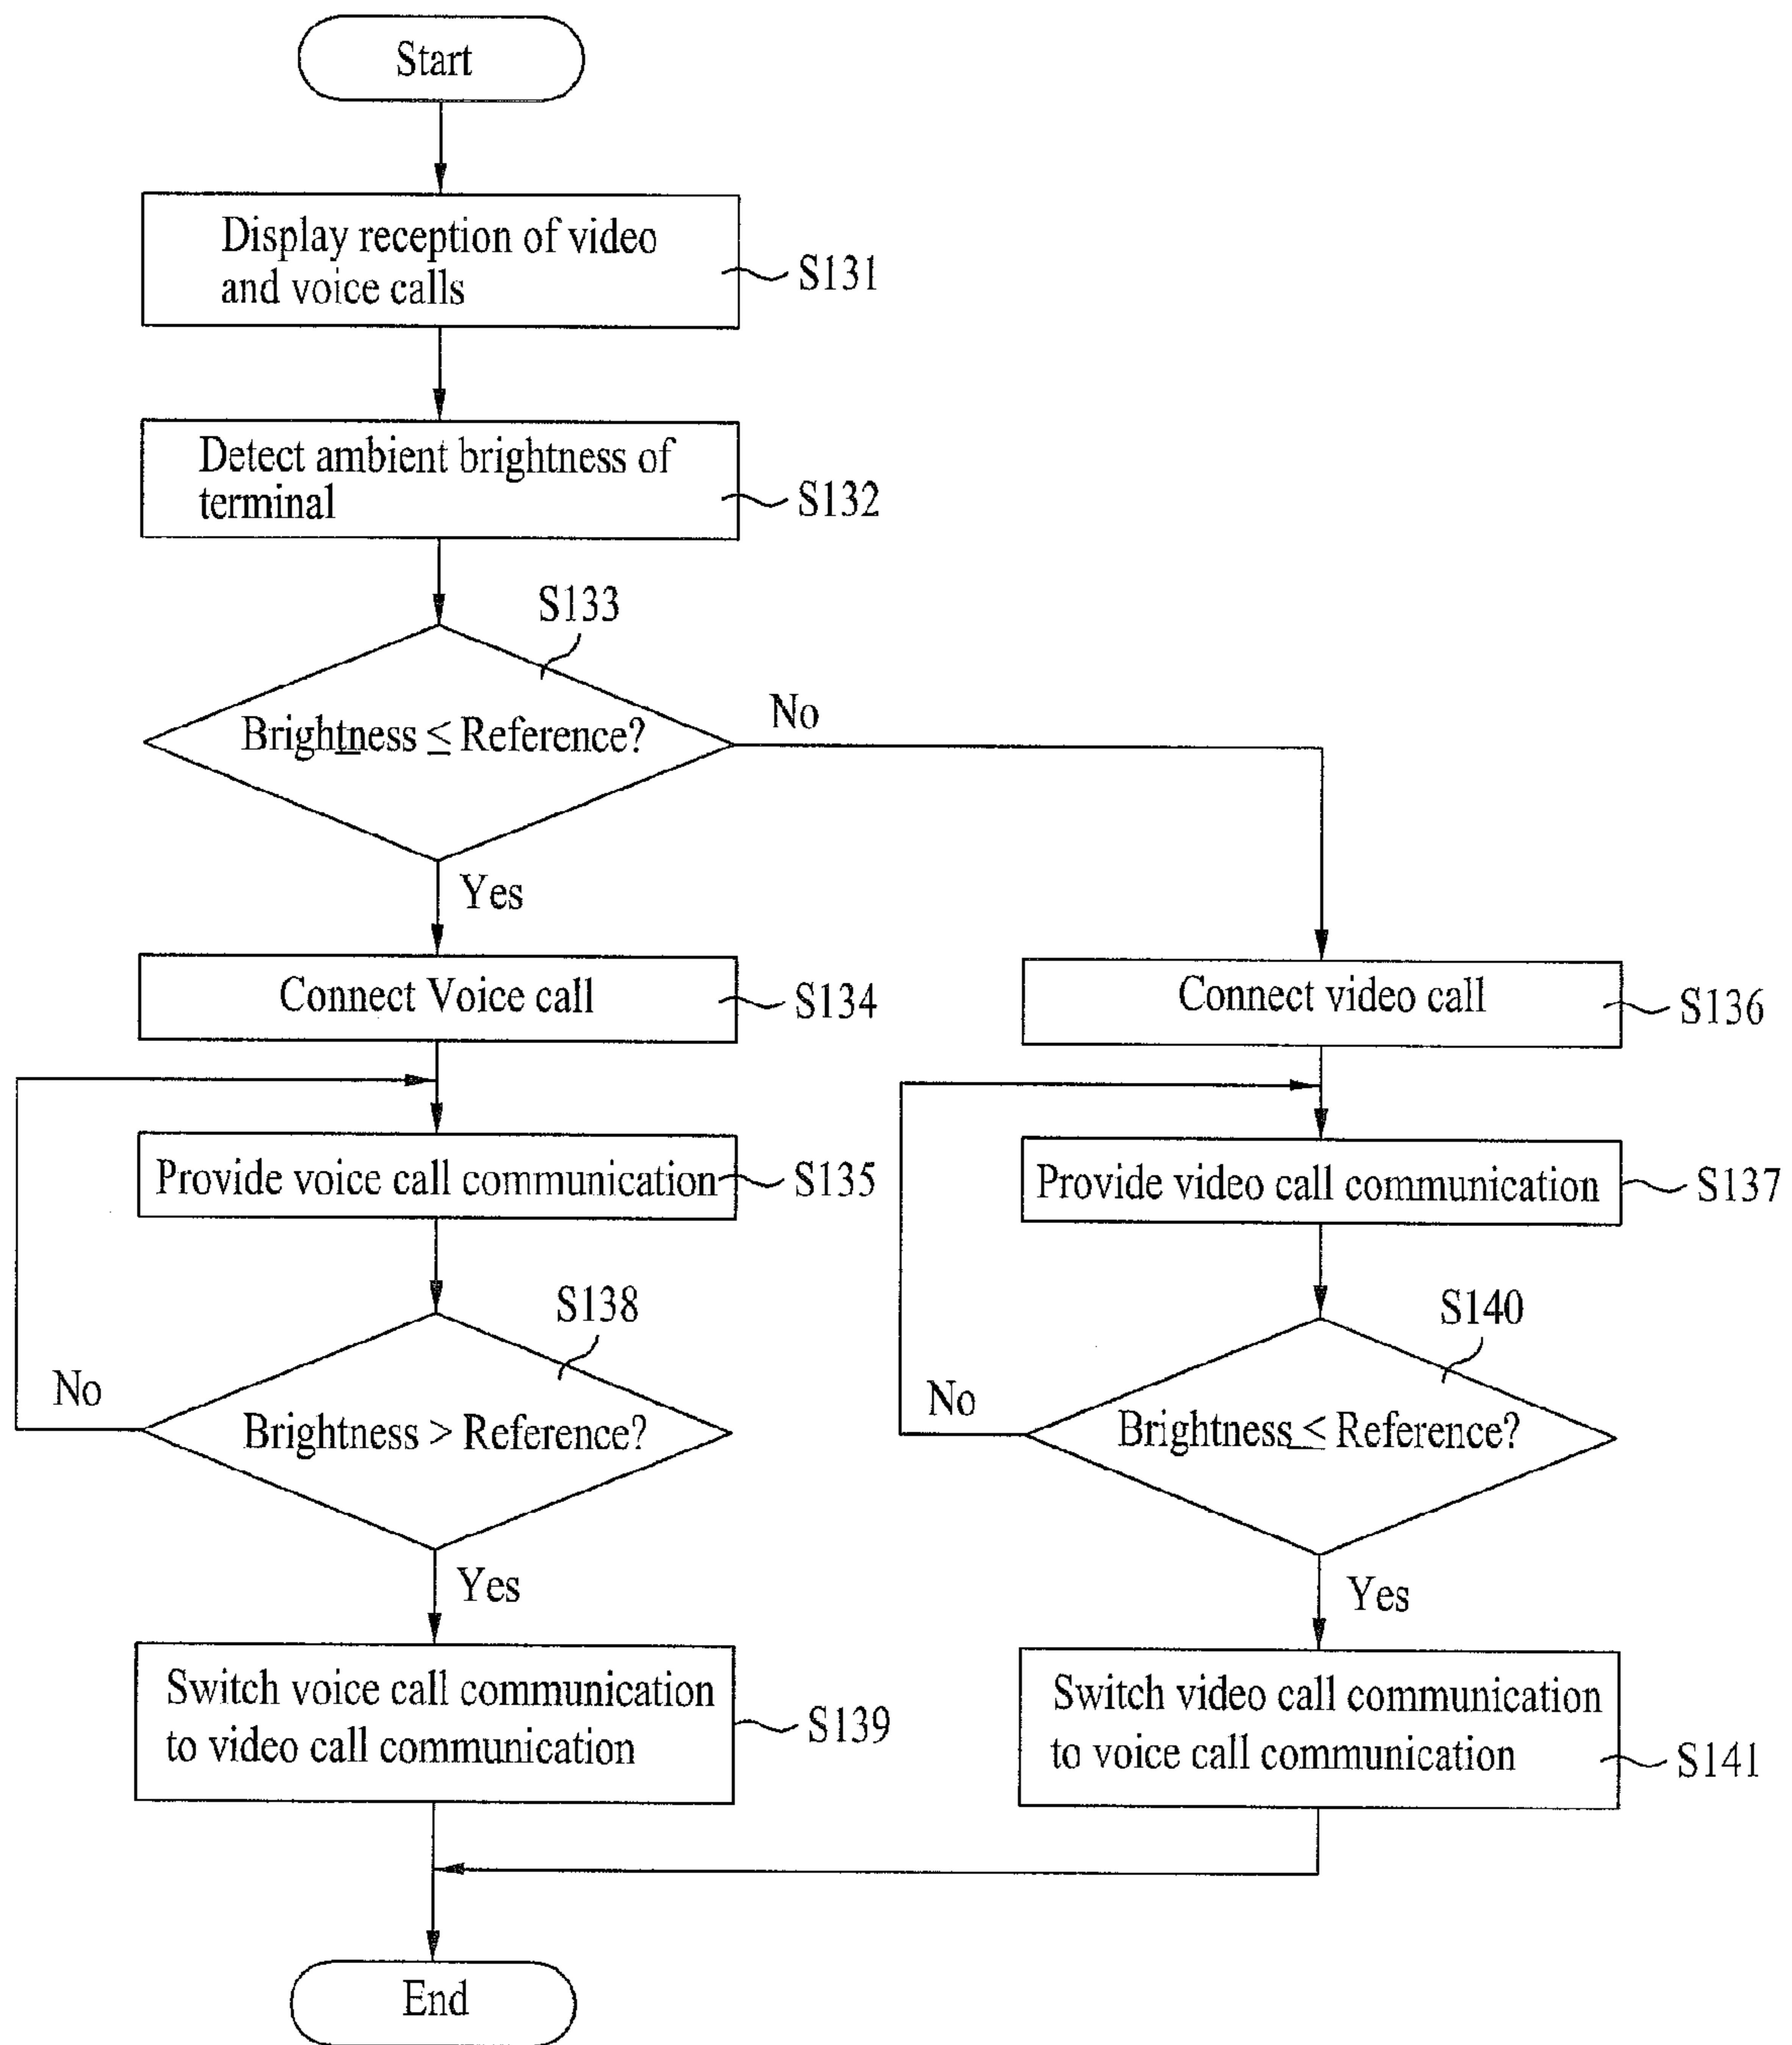 Start
Display reception of video
and voice calls
S131
Detect ambient brightness of
terminal
S132
S133
Brightness ≤ Reference?
No
Yes
Connect Voice call
S134
Connect video call
S136
Provide voice call communication
S135
Provide video call communication
S137
S138
Brightness > Reference?
No
Yes
S140
Brightness ≤ Reference?
No
Yes
Switch voice call communication
to video call communication
S139
Switch video call communication
to voice call communication
S141
End